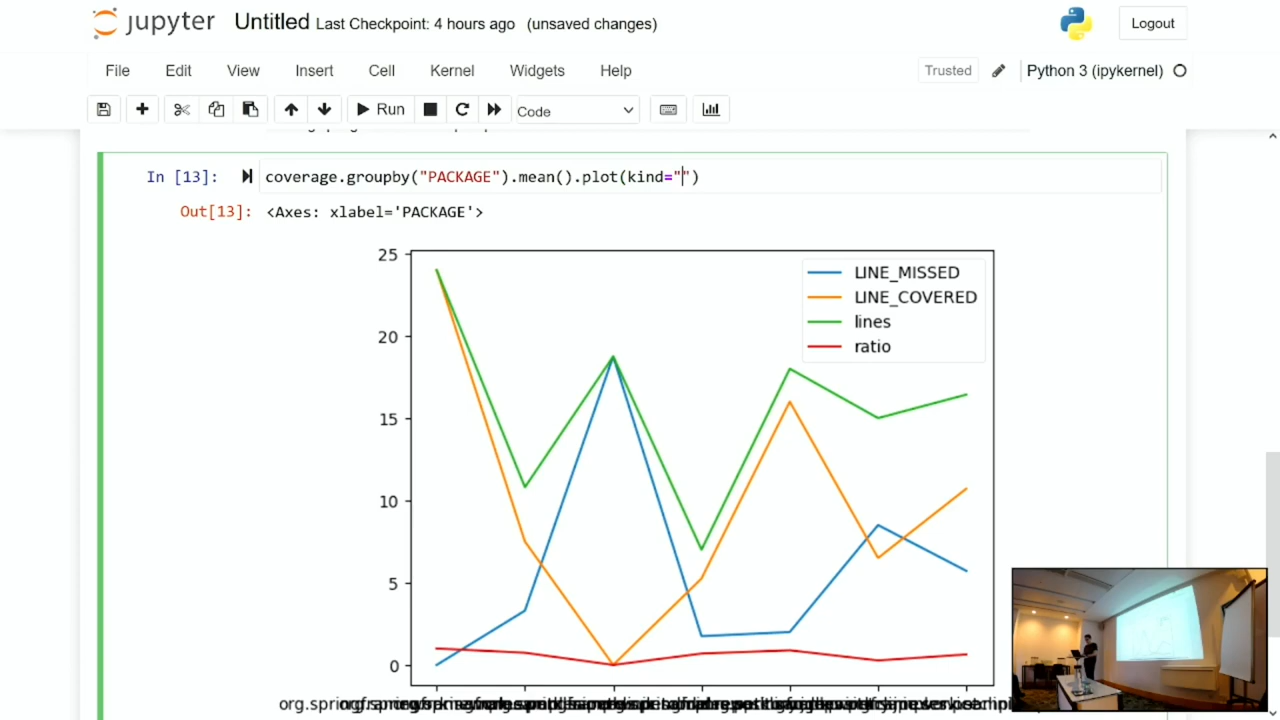 jupyter Untitled Last Checkpoint: 4 hours ago (unsaved changes) Logout
File Edit View Insert Cell Kernel Widgets Help Trusted Python 3 (ipykernel)
Run Code
In [13]: coverage.groupby("PACKAGE").mean().plot(kind="")
Out[13]: <Axes: xlabel='PACKAGE'>
25
LINE_MISSED
LINE_COVERED
lines
ratio
20
15
10
5
0